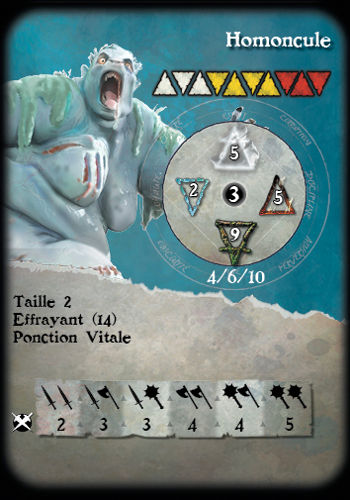 Homoncule
5
2 3 5
9
4/6/10
Taille 2
Effrayant (14)
Ponction Vitale
2 3 3 4 4 5